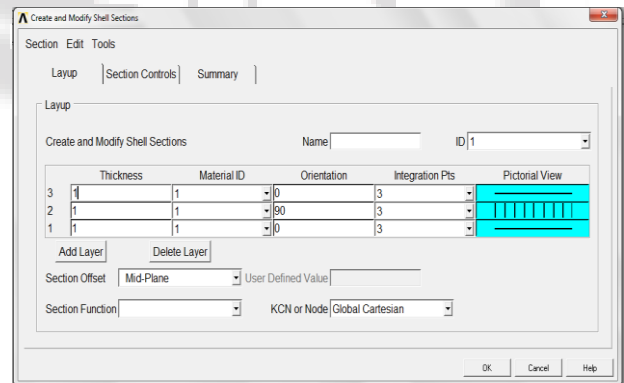 Create and Modify Shell Sections
Section Edit Tools
Layup Section Controls Summary
Layup
Create and Modify Shell Sections Name ID 1
Thickness Material ID Orientation Integration Pts Pictorial View
3 1 1 0 3
2 1 1 90 3
1 1 1 0 3
Add Layer Delete Layer
Section Offset Mid-Plane User Defined Value
Section Function KCN or Node Global Cartesian
OK Cancel Help